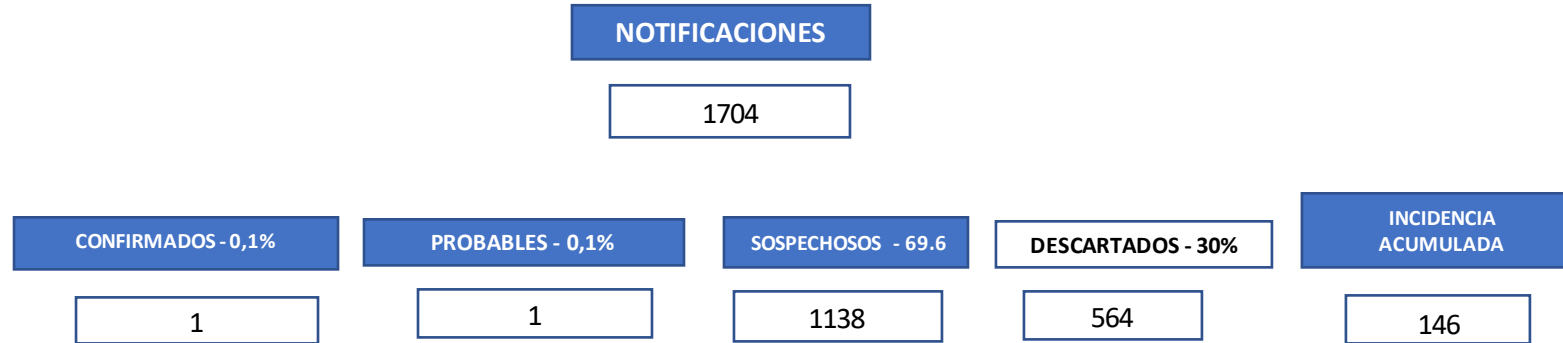 NOTIFICACIONES
1704
CONFIRMADOS - 0,1%
1
PROBABLES - 0,1%
1
SOSPECHOSOS - 69.6
1138
DESCARTADOS - 30%
564
INCIDENCIA
ACUMULADA
146